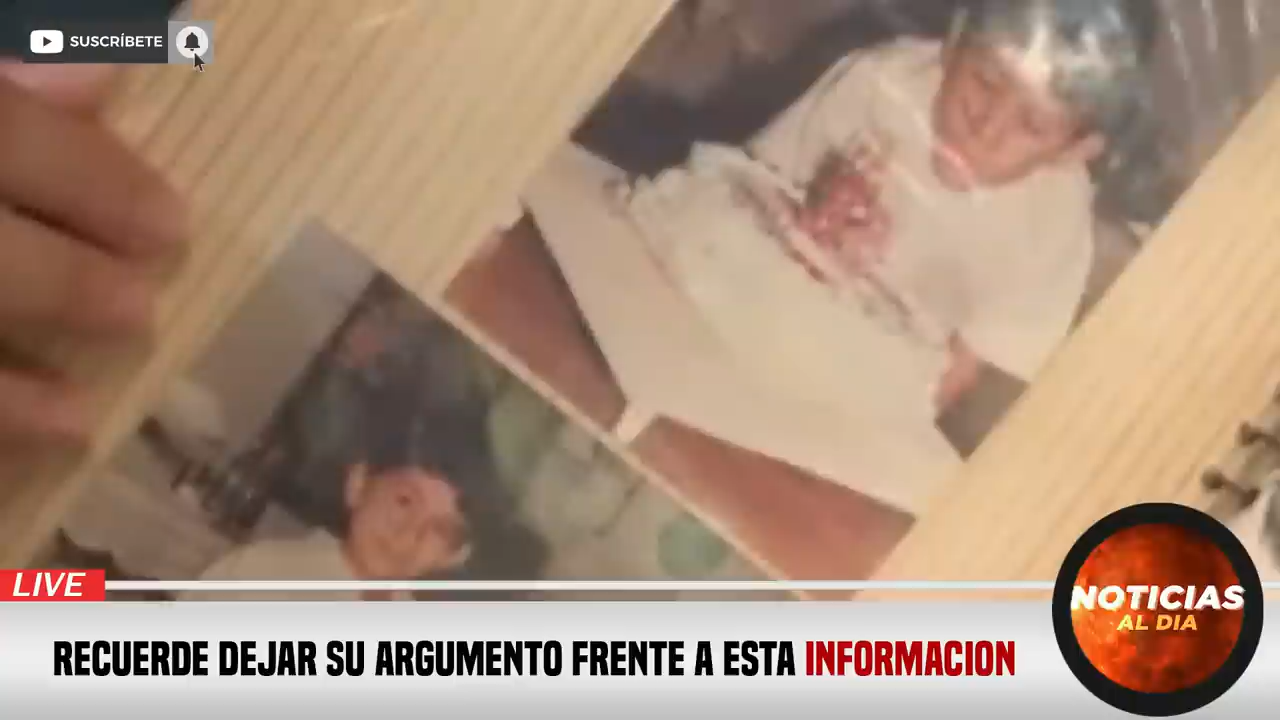 SUSCRÍBETE
LIVE
RECUERDE DEJAR SU ARGUMENTO FRENTE A ESTA INFORMACION
NOTICIAS
AL DIA